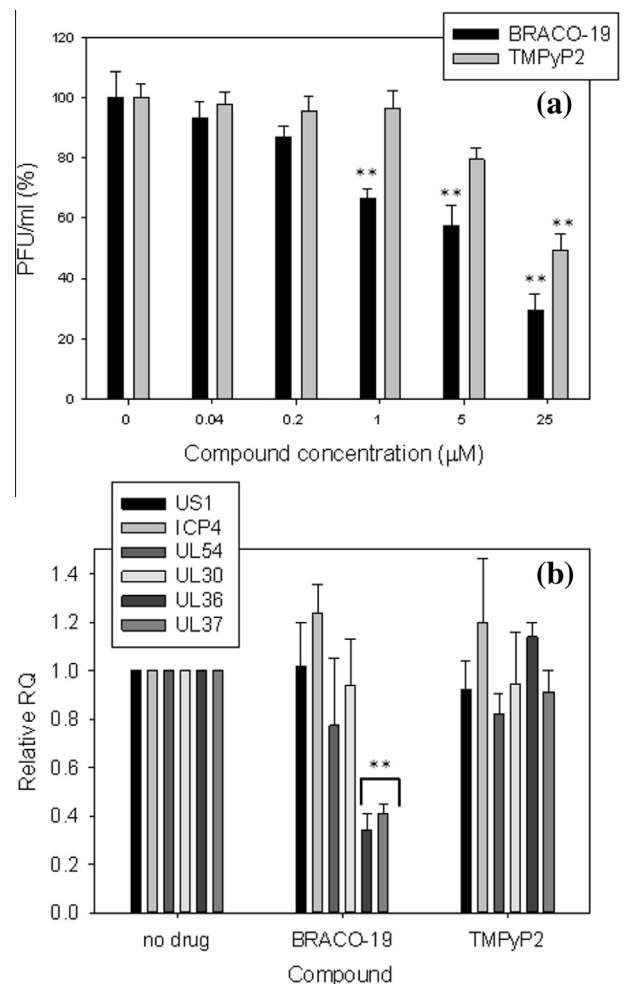 BRACO-19
TMPyP2
(a)
120
100
80
60
40
20
0
PFU/ml (%)
**
**
**
**
0 0.04 0.2 1 5 25
Compound concentration (μM)
US1
ICP4
UL54
UL30
UL36
UL37
(b)
1.4
1.2
1.0
0.8
0.6
0.4
0.2
0.0
Relative RQ
**
no drug BRACO-19 TMPyP2
Compound